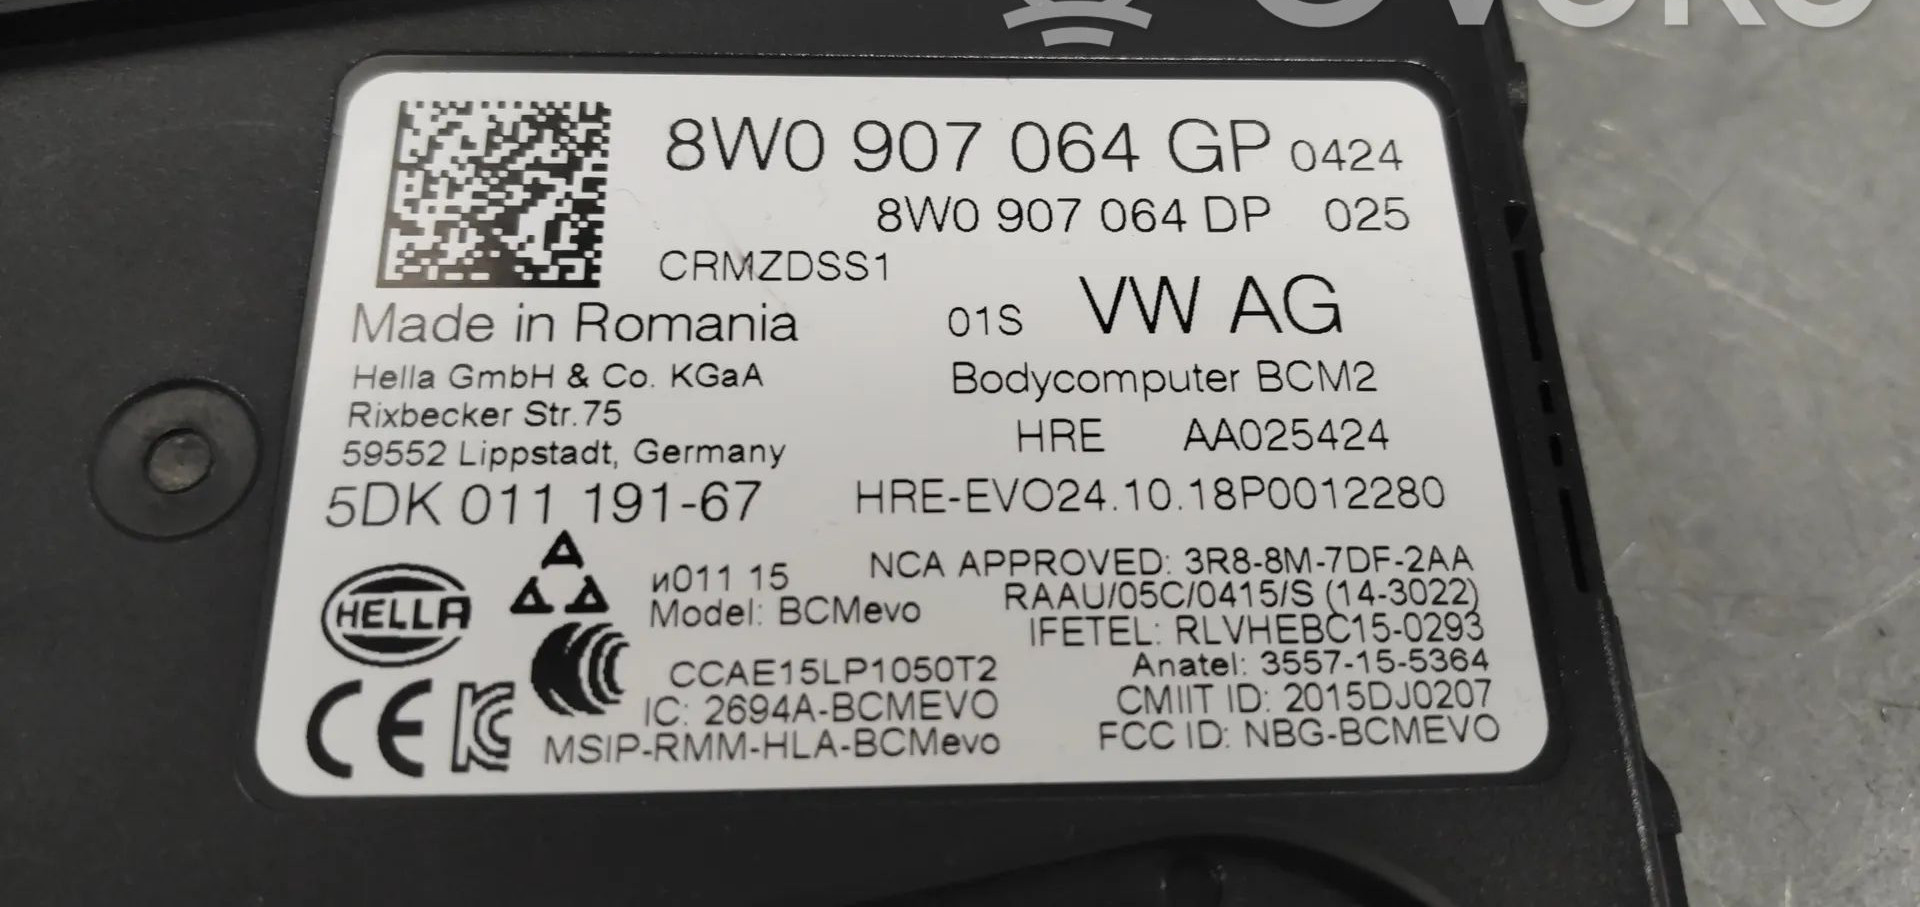 8W0 907 064 GP 0424
8W0 907 064 DP 025
CRMZDSS1
Made in Romania
01S VW AG
Hella GmbH & Co. KGaA
Bodycomputer BCM2
Rixbecker Str.75
HRE AA025424
59552 Lippstadt, Germany
5DK 011 191-67
HRE-EVO24.10.18P0012280
HELLA
и011 15
Model: BCMevo
NCA APPROVED: 3R8-8M-7DF-2AA
RAAU/05C/0415/S (14-3022)
IFETEL: RLVHEBC15-0293
CCAE15LP1050T2
Anatel: 3557-15-5364
IC: 2694A-BCMEVO
CMIIT ID: 2015DJ0207
MSIP-RMM-HLA-BCMevo
FCC ID: NBG-BCMEVO
CE